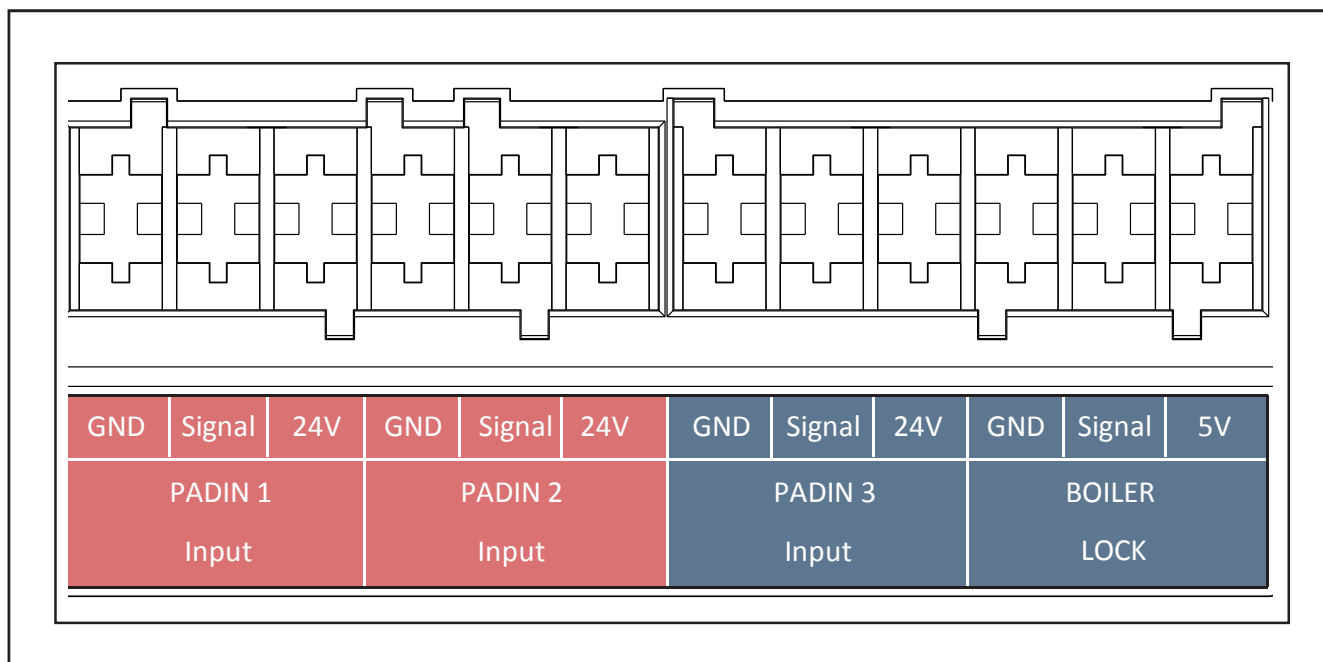 GND Signal 24V GND Signal 24V GND Signal 24V GND Signal 5V
PADIN 1 PADIN 2 PADIN 3 BOILER
Input Input Input LOCK